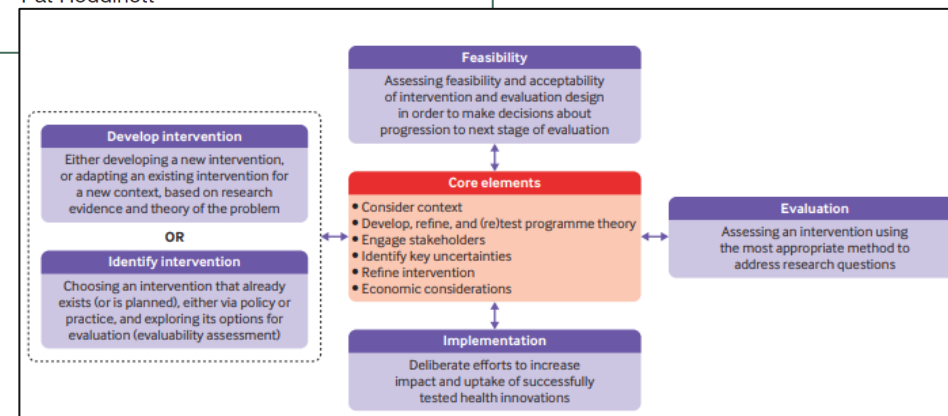 Pat Hoddinott
Feasibility
Assessing feasibility and acceptability
of intervention and evaluation design
in order to make decisions about
progression to next stage of evaluation
Develop intervention
Either developing a new intervention,
or adapting an existing intervention for
a new context, based on research
evidence and theory of the problem
OR
Identify intervention
Choosing an intervention that already
exists (or is planned), either via policy or
practice, and exploring its options for
evaluation (evaluability assessment)
Core elements
• Consider context
• Develop, refine, and (re)test programme theory
• Engage stakeholders
• Identify key uncertainties
• Refine intervention
• Economic considerations
Evaluation
Assessing an intervention using
the most appropriate method to
address research questions
Implementation
Deliberate efforts to increase
impact and uptake of successfully
tested health innovations